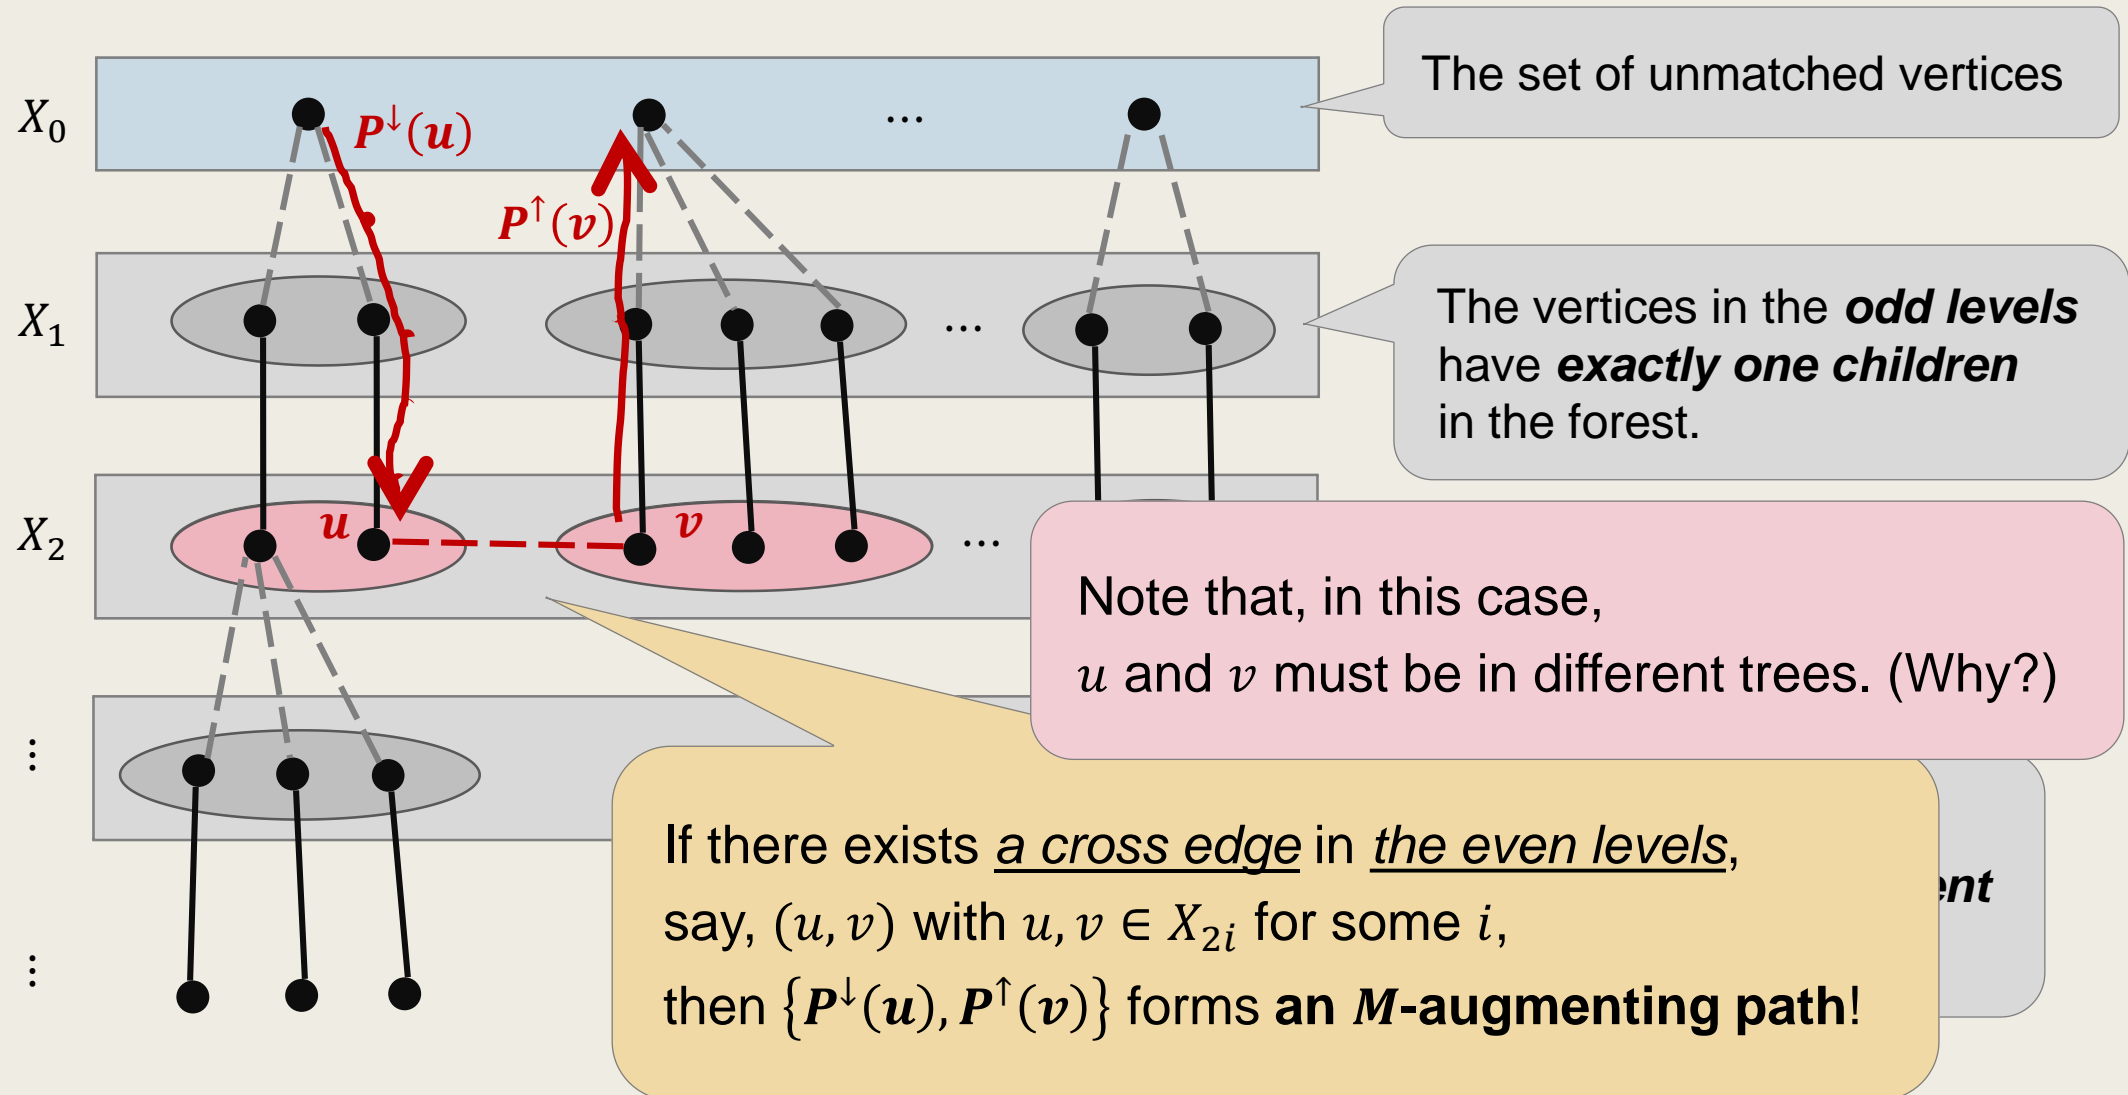 The set of unmatched vertices
X₀
P↓(u)
...
P↑(v)
X₁
...
The vertices in the odd levels
have exactly one children
in the forest.
X₂
u
v
...
Note that, in this case,
u and v must be in different trees. (Why?)
⋮
If there exists a cross edge in the even levels,
say, (u, v) with u, v ∈ X₂ᵢ for some i,
then {P↓(u), P↑(v)} forms an M-augmenting path!
⋮